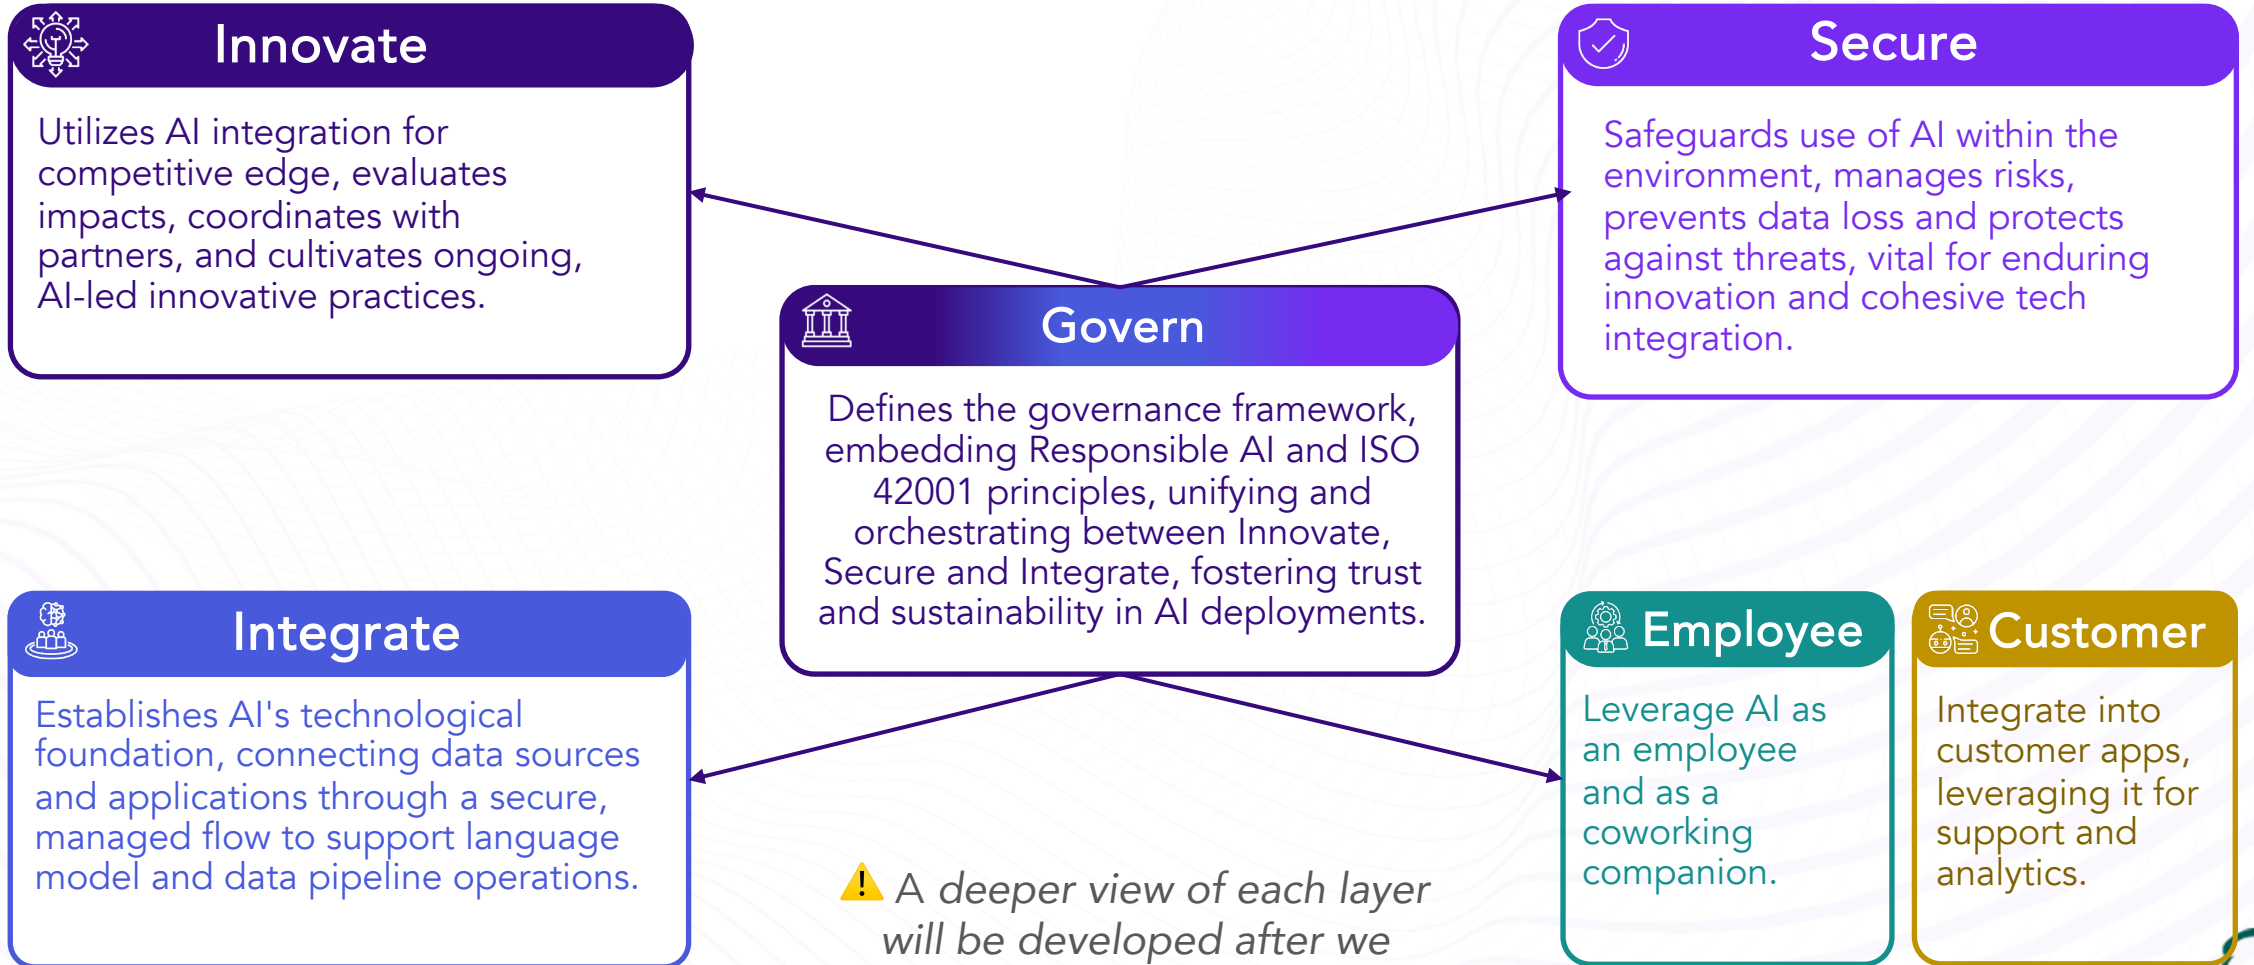 Innovate
Utilizes AI integration for
competitive edge, evaluates
impacts, coordinates with
partners, and cultivates ongoing,
AI-led innovative practices.
Secure
Safeguards use of AI within the
environment, manages risks,
prevents data loss and protects
against threats, vital for enduring
innovation and cohesive tech
integration.
Govern
Defines the governance framework,
embedding Responsible AI and ISO
42001 principles, unifying and
orchestrating between Innovate,
Secure and Integrate, fostering trust
and sustainability in AI deployments.
Integrate
Establishes AI's technological
foundation, connecting data sources
and applications through a secure,
managed flow to support language
model and data pipeline operations.
Employee
Leverage AI as
an employee
and as a
coworking
companion.
Customer
Integrate into
customer apps,
leveraging it for
support and
analytics.
⚠️ A deeper view of each layer
will be developed after we